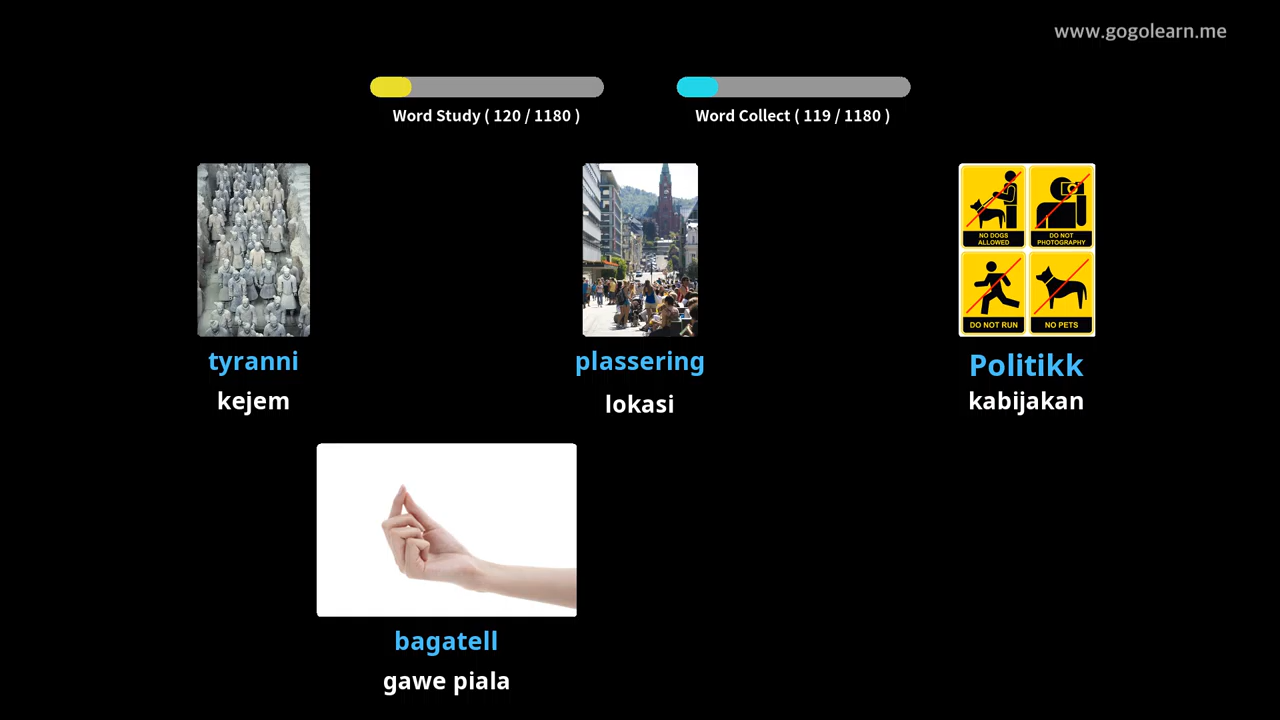 www.gogolearn.me
Word Study ( 120 / 1180 )
Word Collect ( 119 / 1180 )
NO DOGS
ALLOWED
DO NOT
PHOTOGRAPHY
DO NOT RUN
NO PETS
tyranni
kejem
plassering
lokasi
Politikk
kabijakan
bagatell
gawe piala